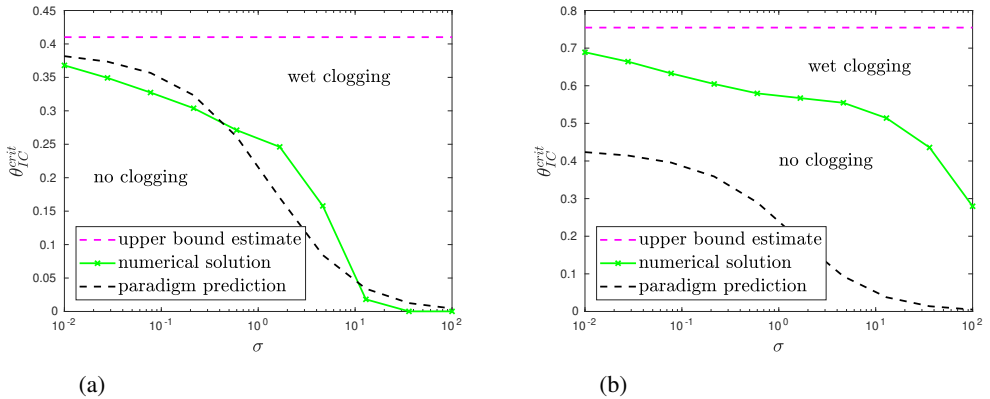 0.45
0.4
0.35
0.3
0.25
0.2
0.15
0.1
0.05
0
θ_{IC}^{crit}
wet clogging
no clogging
upper bound estimate
numerical solution
paradigm prediction
10^{-2} 10^{-1} 10^{0} 10^{1} 10^{2}
σ
(a)
0.8
0.7
0.6
0.5
0.4
0.3
0.2
0.1
0
θ_{IC}^{crit}
wet clogging
no clogging
upper bound estimate
numerical solution
paradigm prediction
10^{-2} 10^{-1} 10^{0} 10^{1} 10^{2}
σ
(b)